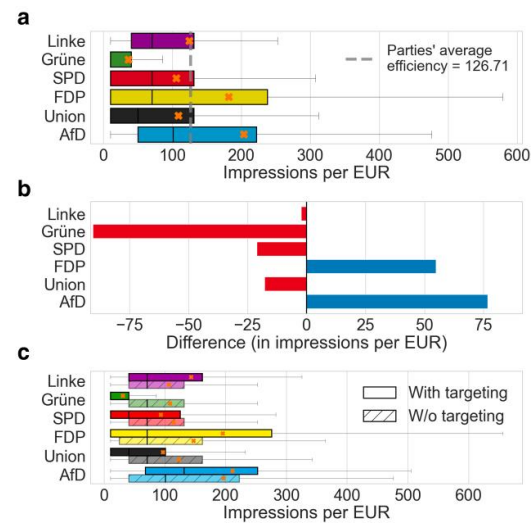 a
Linke
Grüne
SPD
FDP
Union
AfD
Parties' average
efficiency = 126.71
0 100 200 300 400 500 600
Impressions per EUR
b
Linke
Grüne
SPD
FDP
Union
AfD
−75 −50 −25 0 25 50 75
Difference (in impressions per EUR)
c
Linke
Grüne
SPD
FDP
Union
AfD
With targeting
W/o targeting
0 100 200 300 400 500 600
Impressions per EUR